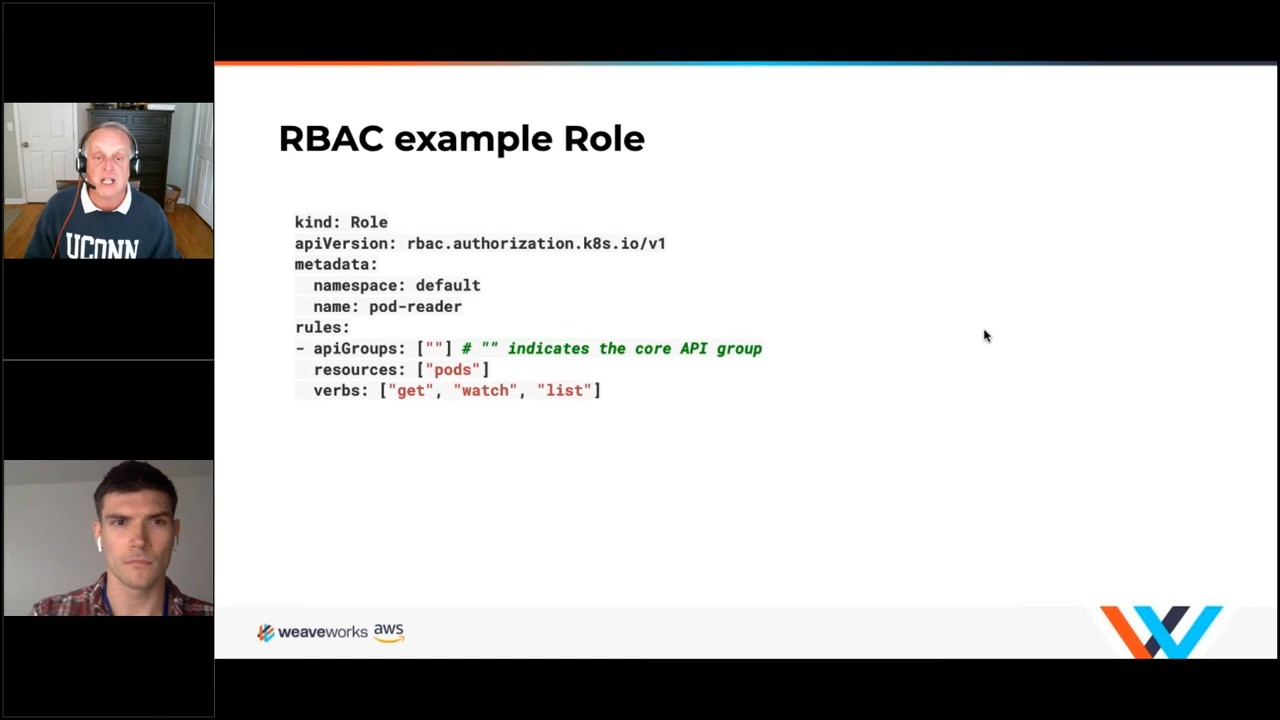 UCONN
RBAC example Role
kind: Role
apiVersion: rbac.authorization.k8s.io/v1
metadata:
  namespace: default
  name: pod-reader
rules:
- apiGroups: [""] # "" indicates the core API group
  resources: ["pods"]
  verbs: ["get", "watch", "list"]
weaveworks aws